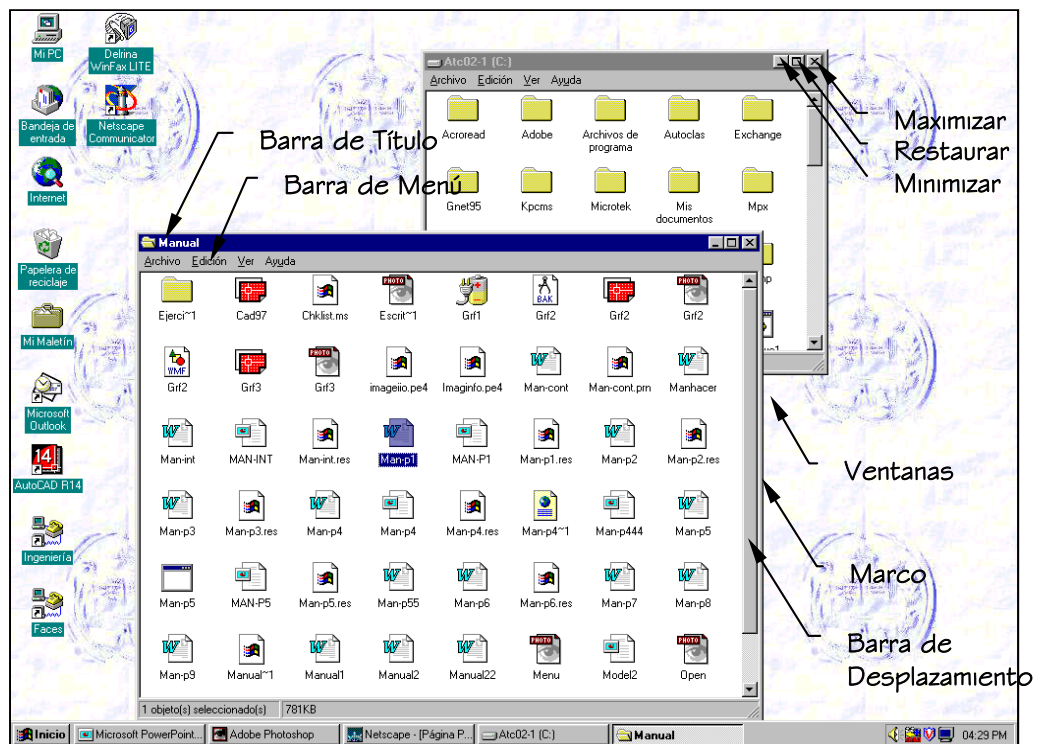 Mi PC
Delrina
WinFax LITE
Bandeja de
entrada
Netscape
Communicator
Internet
Papelera de
reciclaje
Mi Maletín
Microsoft
Outlook
AutoCAD R14
Ingeniería
Faces
Atc02-1 (C:)
Archivo Edición Ver Ayuda
Acroread Adobe Archivos de programa Autoclas Exchange
Gnet95 Kpcms Microtek Mis documentos Mpx
Maximizar
Restaurar
Minimizar
Barra de Título
Barra de Menú
Manual
Archivo Edición Ver Ayuda
Ejerci~1 Cad97 Chklist.ms Escrit~1 Grf1 Grf2 Grf2 Grf2
Grf2 Grf3 Grf3 imageiio.pe4 Imaginfo.pe4 Man-cont Man-cont.prn Manhacer
Man-int MAN-INT Man-int.res Man-p1 MAN-P1 Man-p1.res Man-p2 Man-p2.res
Man-p3 Man-p3.res Man-p4 Man-p4 Man-p4.res Man-p4~1 Man-p444 Man-p5
Man-p5 MAN-P5 Man-p5.res Man-p55 Man-p6 Man-p6.res Man-p7 Man-p8
Man-p9 Manual~1 Manual1 Manual2 Manual22 Menu Model2 Open
1 objeto(s) seleccionado(s) 781KB
Ventanas
Marco
Barra de
Desplazamiento
Inicio Microsoft PowerPoint... Adobe Photoshop Netscape - [Página P... Atc02-1 (C:) Manual 04:29 PM